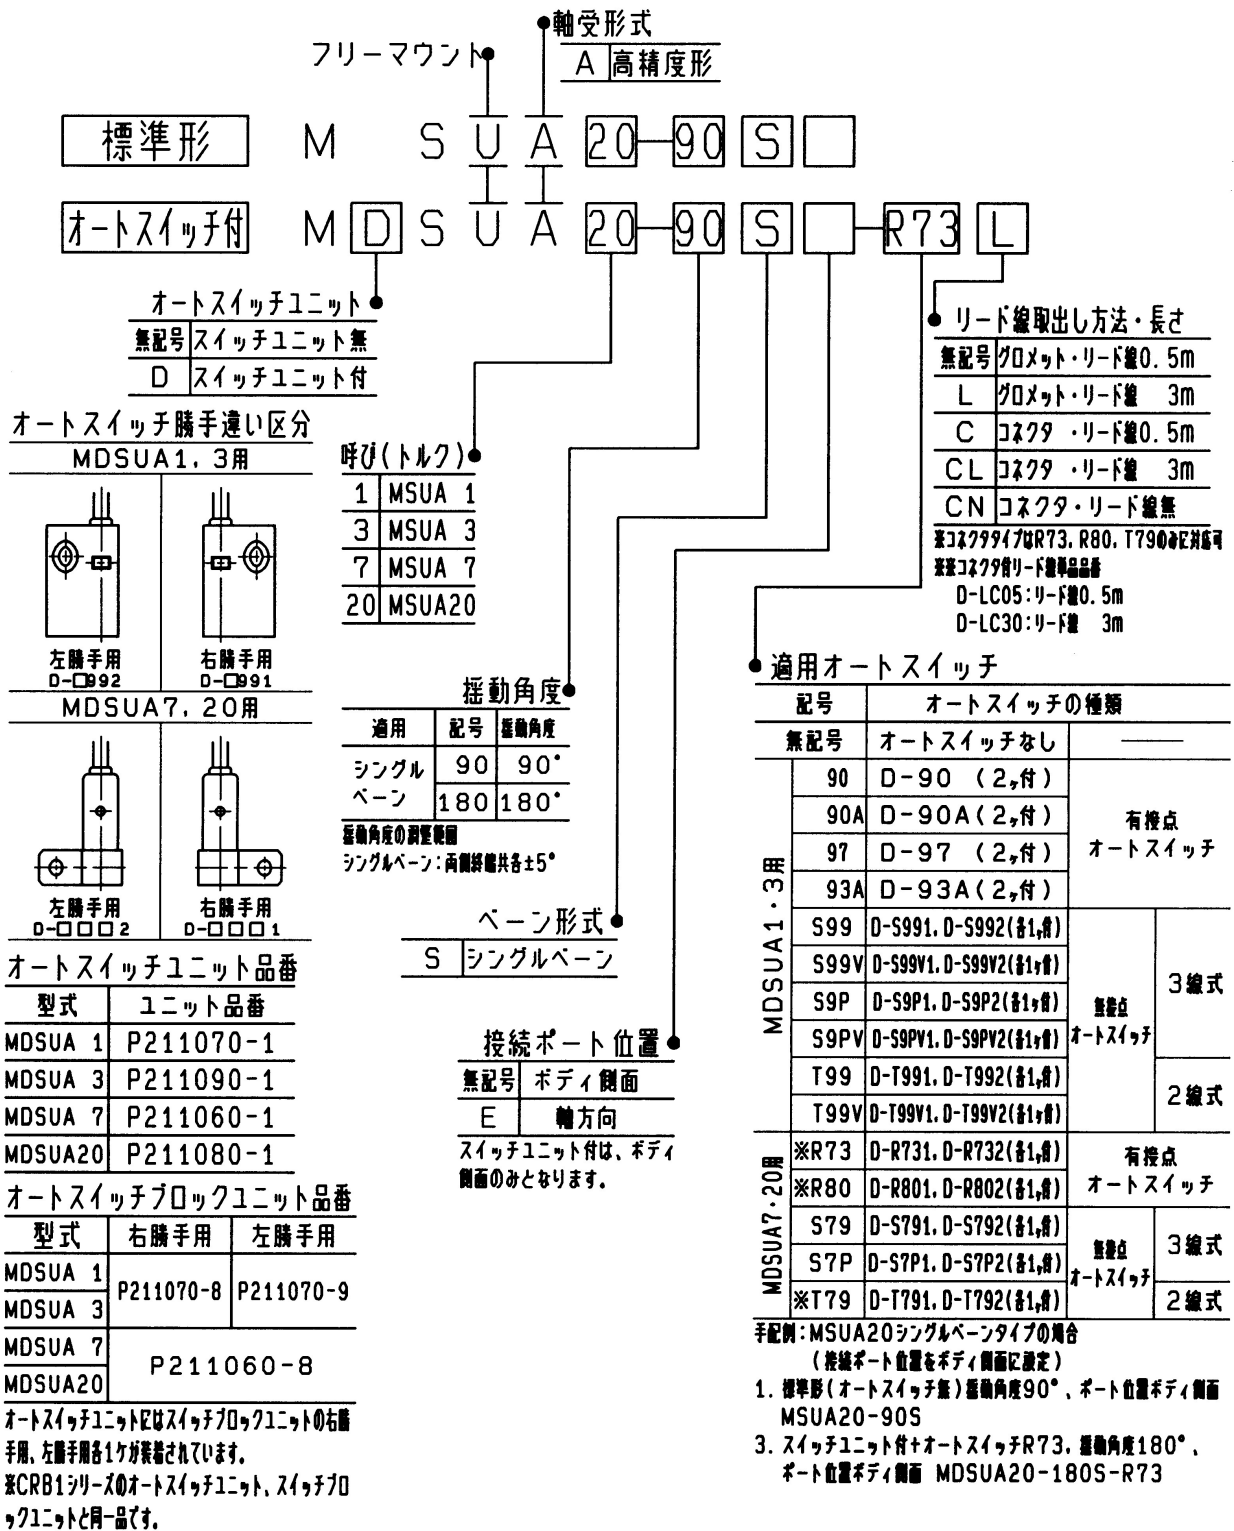 軸受形式
フリーマウント
A 高精度形
標準形 M SUA 20-90 S
オートスイッチ付 M D SUA 20-90 S - R73 L
オートスイッチユニット
無記号 スイッチユニット無
D スイッチユニット付
リード線取出し方法・長さ
無記号 グロメット・リード線0.5m
L グロメット・リード線 3m
C コネクタ ・リード線0.5m
CL コネクタ ・リード線 3m
CN コネクタ・リード線無
※コネクタタイプはR73,R80,T79のみに対応可
※※コネクタ付リード線単品品番
D-LC05:リード線0.5m
D-LC30:リード線 3m
オートスイッチ勝手違い区分
MDSUA1,3用
左勝手用 右勝手用
D-□992 D-□991
MDSUA7,20用
左勝手用 右勝手用
D-□□□2 D-□□□1
呼び(トルク)
1 MSUA 1
3 MSUA 3
7 MSUA 7
20 MSUA20
揺動角度
適用 記号 揺動角度
シングルベーン 90 90°
180 180°
揺動角度の調整範囲
シングルベーン:両側終端共各±5°
ベーン形式
S シングルベーン
接続ポート位置
無記号 ボディ側面
E 軸方向
スイッチユニット付は、ボディ
側面のみとなります。
オートスイッチユニット品番
型式 ユニット品番
MDSUA 1 P211070-1
MDSUA 3 P211090-1
MDSUA 7 P211060-1
MDSUA20 P211080-1
オートスイッチブロックユニット品番
型式 右勝手用 左勝手用
MDSUA 1 P211070-8 P211070-9
MDSUA 3
MDSUA 7 P211060-8
MDSUA20
オートスイッチユニットにはスイッチブロックユニットの右勝
手用、左勝手用各1ケが装着されています。
※CRB1シリーズのオートスイッチユニット、スイッチブロ
ックユニットと同一品です。
適用オートスイッチ
記号 オートスイッチの種類
無記号 オートスイッチなし ―――
MDSUA1・3用
90 D-90 (2ヶ付)
90A D-90A(2ヶ付)
97 D-97 (2ヶ付)
93A D-93A(2ヶ付)
有接点
オートスイッチ
S99 D-S991,D-S992(各1ヶ付)
S99V D-S99V1,D-S99V2(各1ヶ付)
S9P D-S9P1,D-S9P2(各1ヶ付)
S9PV D-S9PV1,D-S9PV2(各1ヶ付)
T99 D-T991,D-T992(各1ヶ付)
T99V D-T99V1,D-T99V2(各1ヶ付)
無接点
オートスイッチ
3線式
2線式
MDSUA7・20用
※R73 D-R731,D-R732(各1ヶ付)
※R80 D-R801,D-R802(各1ヶ付)
有接点
オートスイッチ
S79 D-S791,D-S792(各1ヶ付)
S7P D-S7P1,D-S7P2(各1ヶ付)
※T79 D-T791,D-T792(各1ヶ付)
無接点
オートスイッチ
3線式
2線式
手配例:MSUA20シングルベーンタイプの場合
(接続ポート位置をボディ側面に設定)
1. 標準形(オートスイッチ無)揺動角度90°、ポート位置ボディ側面
MSUA20-90S
3. スイッチユニット付+オートスイッチR73,揺動角度180°、
ポート位置ボディ側面 MDSUA20-180S-R73